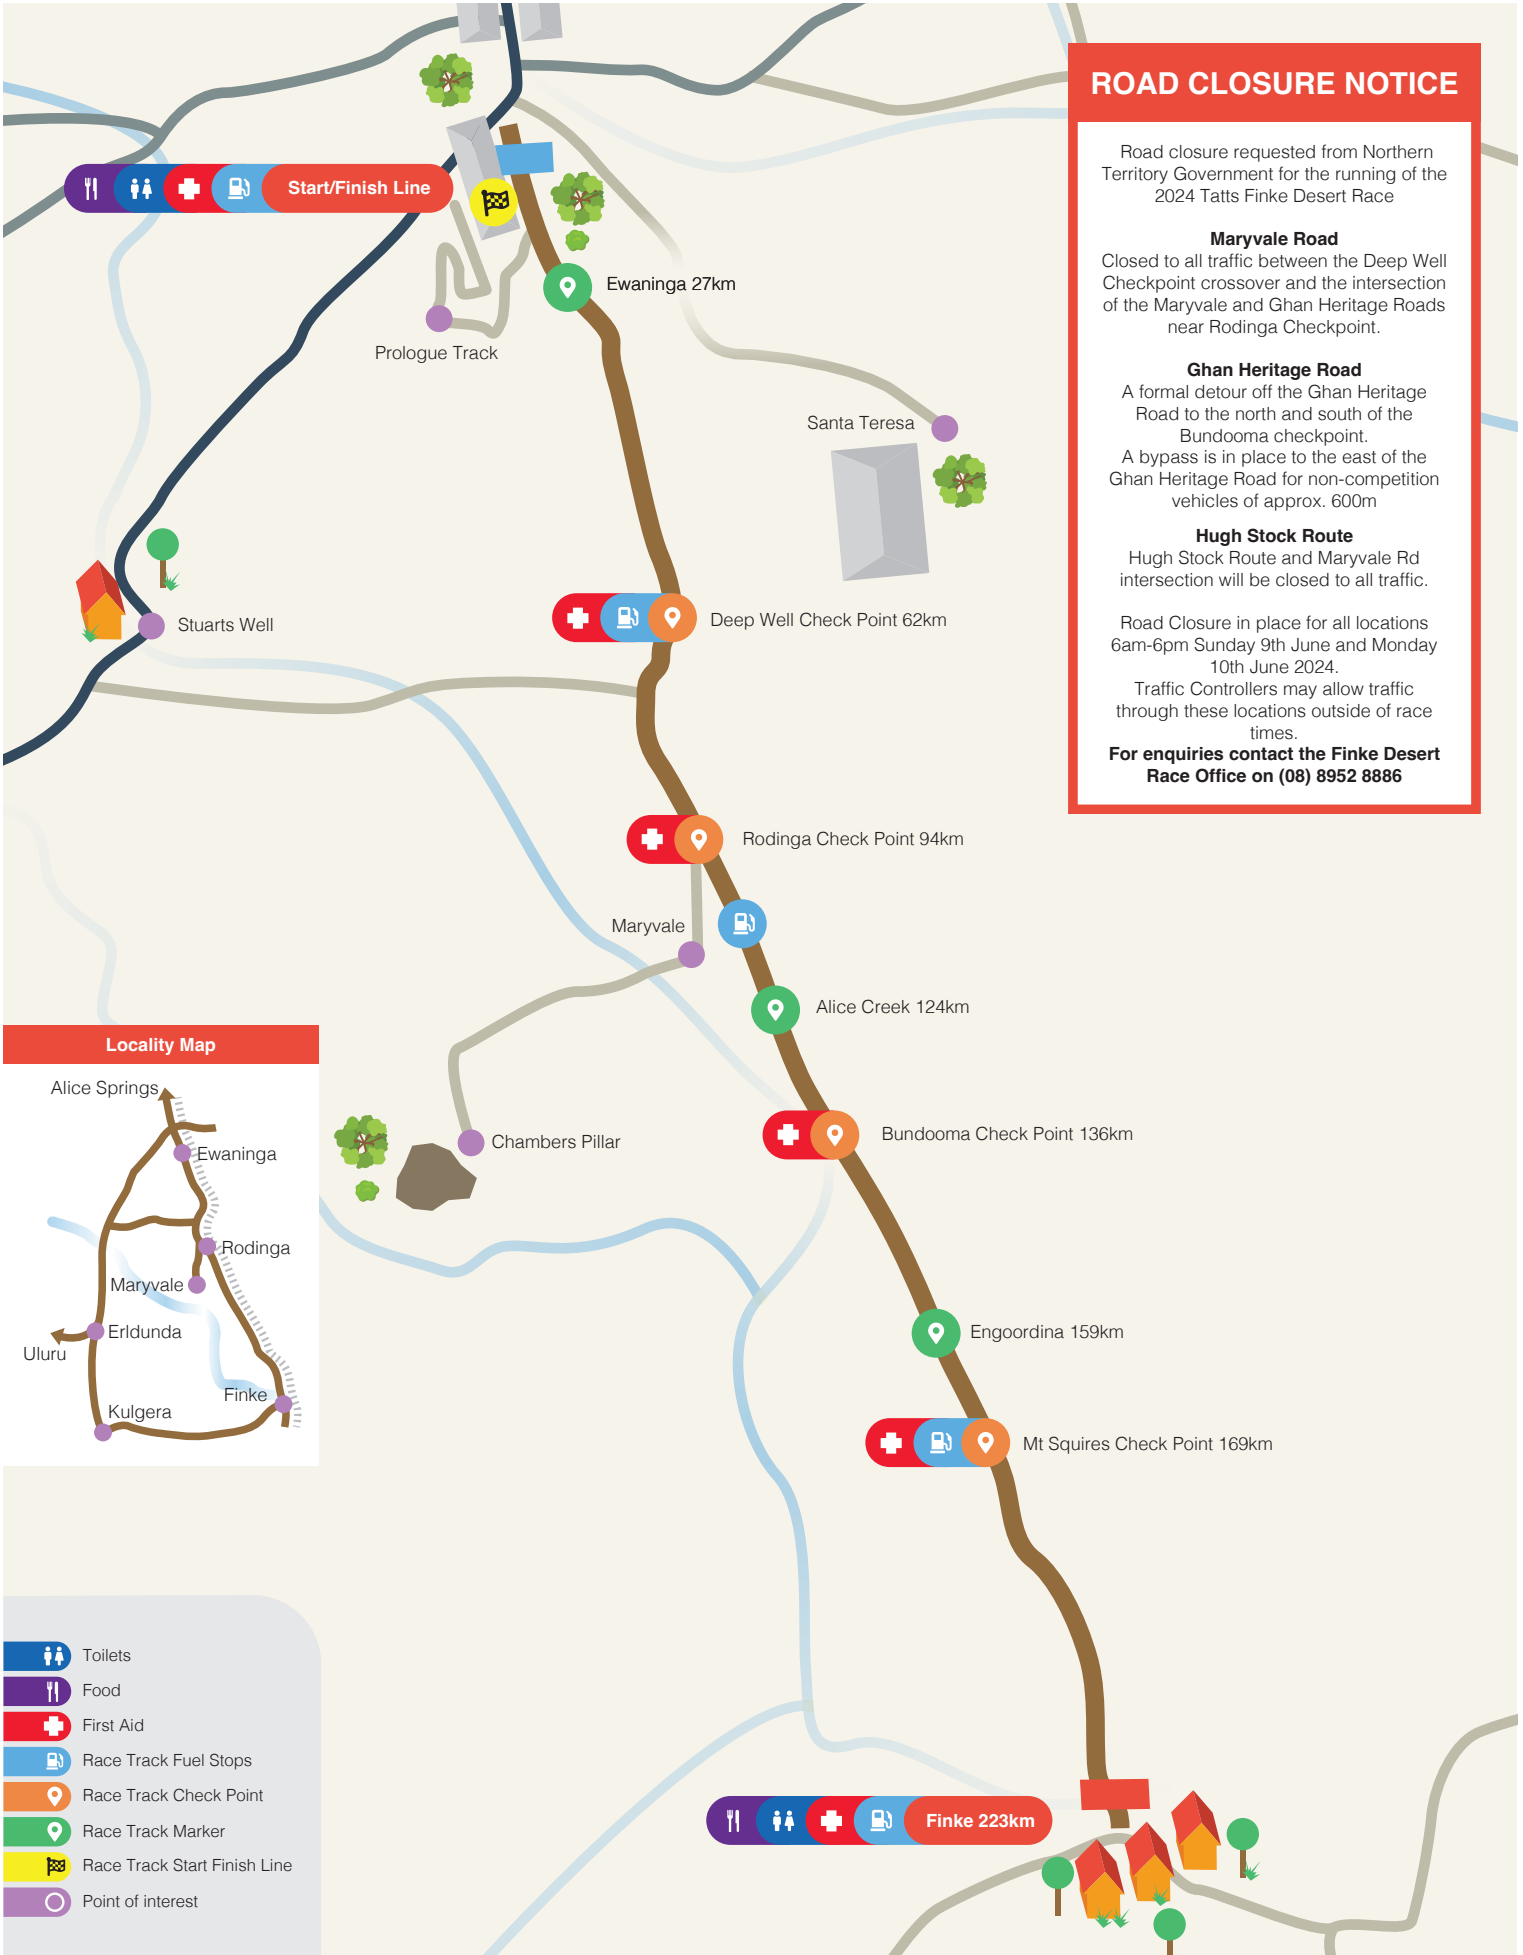 ROAD CLOSURE NOTICE
Road closure requested from Northern
Territory Government for the running of the
2024 Tatts Finke Desert Race
Maryvale Road
Closed to all traffic between the Deep Well
Checkpoint crossover and the intersection
of the Maryvale and Ghan Heritage Roads
near Rodinga Checkpoint.
Ghan Heritage Road
A formal detour off the Ghan Heritage
Road to the north and south of the
Bundooma checkpoint.
A bypass is in place to the east of the
Ghan Heritage Road for non-competition
vehicles of approx. 600m
Hugh Stock Route
Hugh Stock Route and Maryvale Rd
intersection will be closed to all traffic.
Road Closure in place for all locations
6am-6pm Sunday 9th June and Monday
10th June 2024.
Traffic Controllers may allow traffic
through these locations outside of race
times.
For enquiries contact the Finke Desert
Race Office on (08) 8952 8886
Start/Finish Line
Ewaninga 27km
Prologue Track
Santa Teresa
Stuarts Well
Deep Well Check Point 62km
Rodinga Check Point 94km
Maryvale
Alice Creek 124km
Bundooma Check Point 136km
Chambers Pillar
Engoordina 159km
Mt Squires Check Point 169km
Finke 223km
Locality Map
Alice Springs
Ewaninga
Rodinga
Maryvale
Erldunda
Uluru
Finke
Kulgera
Toilets
Food
First Aid
Race Track Fuel Stops
Race Track Check Point
Race Track Marker
Race Track Start Finish Line
Point of interest